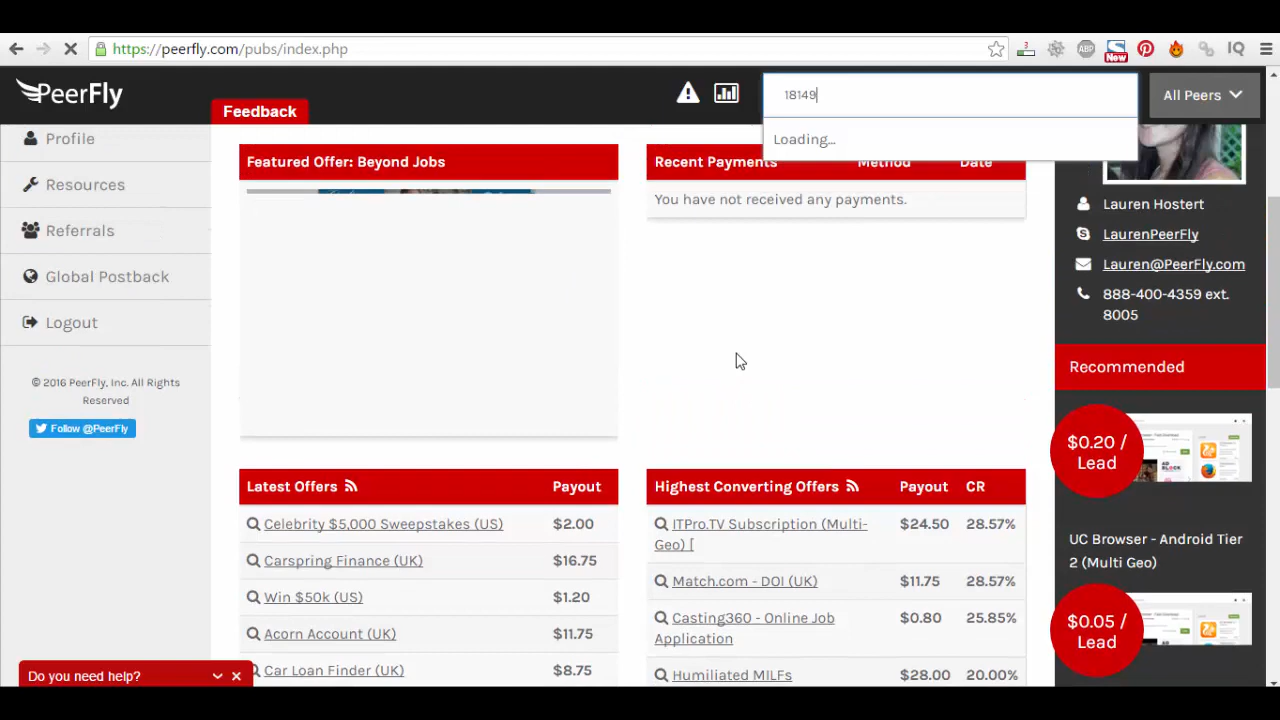 https://peerfly.com/pubs/index.php
3
ABP
New
IQ
PeerFly
Feedback
18149
All Peers
Loading...
Profile
Resources
Referrals
Global Postback
Logout
© 2016 PeerFly, Inc. All Rights
Reserved
Follow @PeerFly
Do you need help?
Featured Offer: Beyond Jobs
Recent Payments Method Date
You have not received any payments.
Latest Offers Payout
Celebrity $5,000 Sweepstakes (US) $2.00
Carspring Finance (UK) $16.75
Win $50k (US) $1.20
Acorn Account (UK) $11.75
Car Loan Finder (UK) $8.75
Highest Converting Offers Payout CR
ITPro.TV Subscription (Multi- $24.50 28.57%
Geo) [
Match.com - DOI (UK) $11.75 28.57%
Casting360 - Online Job $0.80 25.85%
Application
Humiliated MILFs $28.00 20.00%
Lauren Hostert
LaurenPeerFly
Lauren@PeerFly.com
888-400-4359 ext.
8005
Recommended
$0.20 /
Lead
UC Browser - Android Tier
2 (Multi Geo)
$0.05 /
Lead